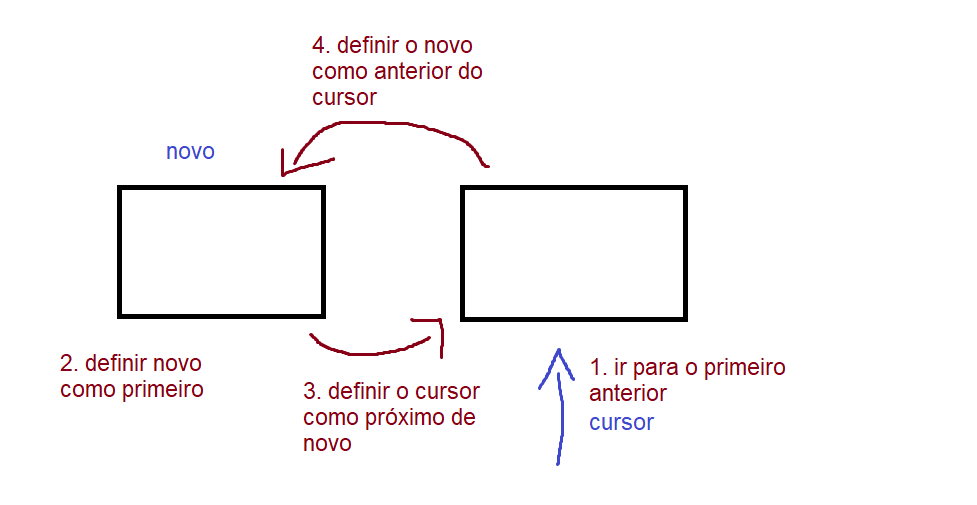 4. definir o novo
como anterior do
cursor
novo
2. definir novo
como primeiro
3. definir o cursor
como próximo de
novo
1. ir para o primeiro
anterior
cursor